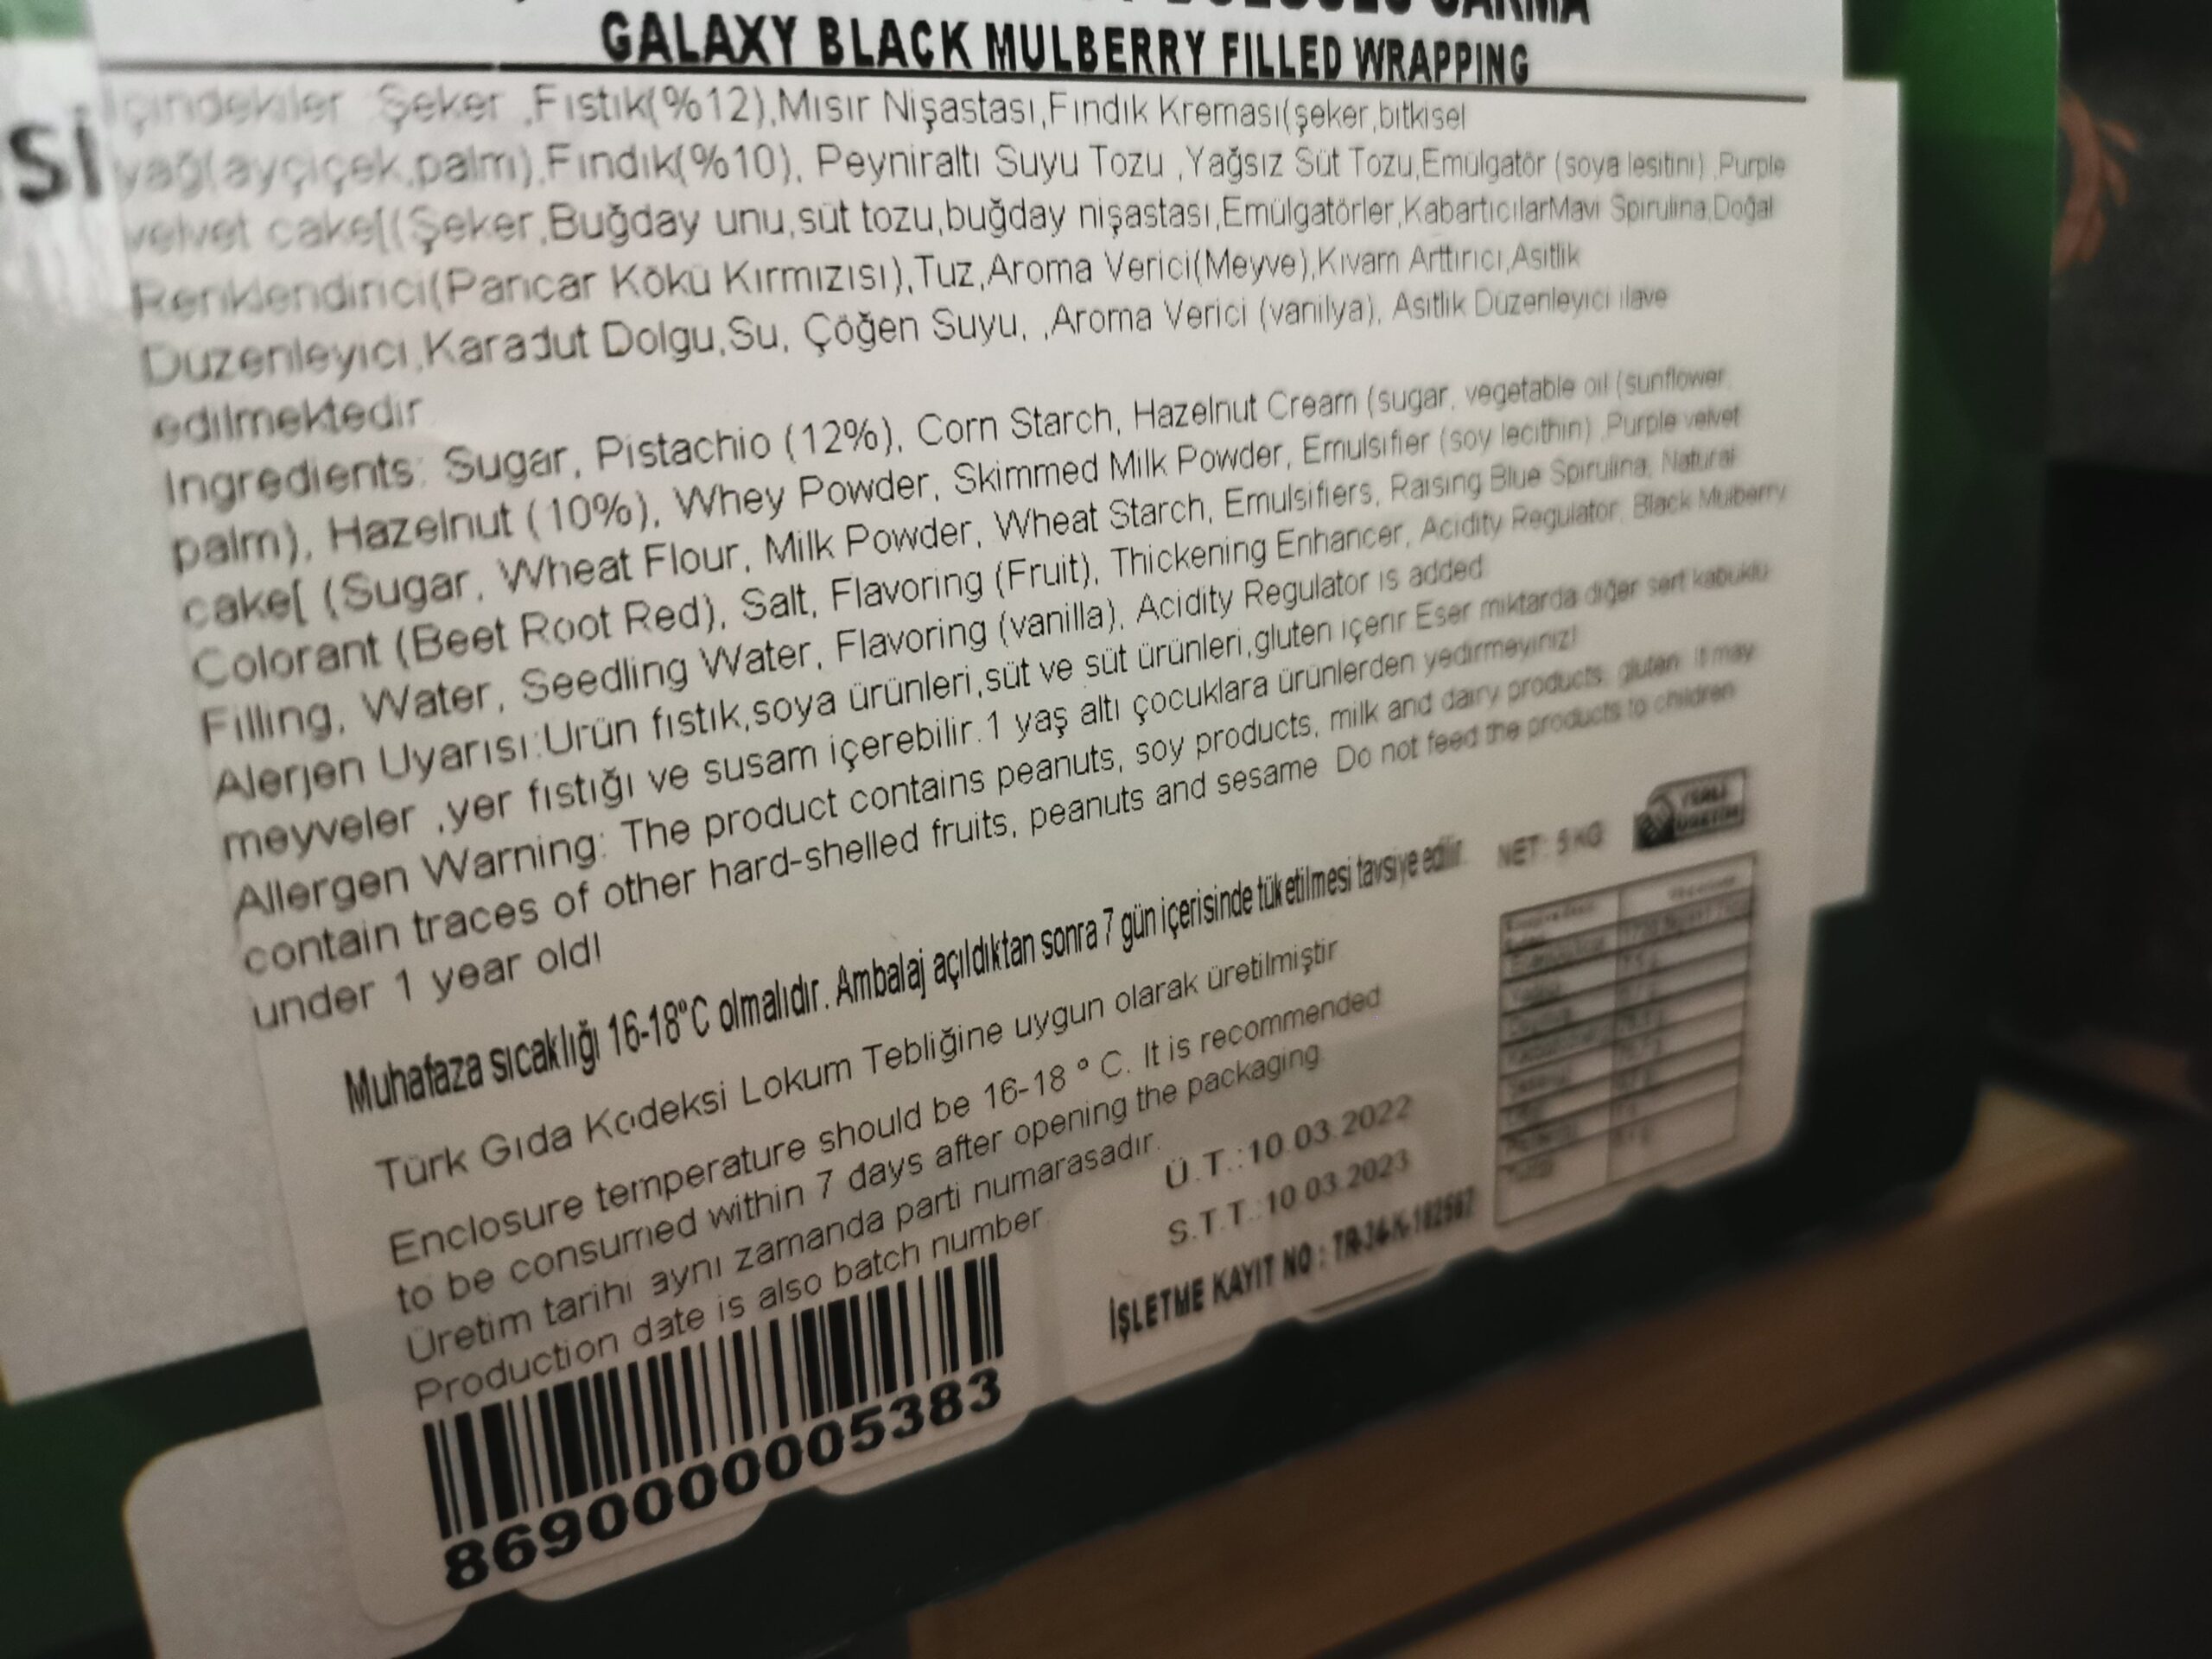 GALAXY BLACK MULBERRY FILLED WRAPPING
Sİ
İçindekiler Şeker ,Fıstık(%12),Mısır Nişastası,Fındık Kreması(şeker,bitkisel
yağ(ayçiçek,palm),Fındık(%10), Peyniraltı Suyu Tozu ,Yağsız Süt Tozu,Emülgatör (soya lesitini) ,Purple
velvet cake[(Şeker,Buğday unu,süt tozu,buğday nişastası,Emülgatörler,KabartıcılarMavi Spirulina,Doğal
Renklendirici(Pancar Kökü Kırmızısı),Tuz,Aroma Verici(Meyve),Kıvam Arttırıcı,Asitlik
Düzenleyici,Karadut Dolgu,Su, Çöğen Suyu, ,Aroma Verici (vanilya), Asitlik Düzenleyici ilave
edilmektedir
Ingredients: Sugar, Pistachio (12%), Corn Starch, Hazelnut Cream (sugar, vegetable oil (sunflower,
palm), Hazelnut (10%), Whey Powder, Skimmed Milk Powder, Emulsifier (soy lecithin) ,Purple velvet
cake[ (Sugar, Wheat Flour, Milk Powder, Wheat Starch, Emulsifiers, Raising Blue Spirulina, Natural
Colorant (Beet Root Red), Salt, Flavoring (Fruit), Thickening Enhancer, Acidity Regulator, Black Mulberry
Filling, Water, Seedling Water, Flavoring (vanilla), Acidity Regulator is added.
Alerjen Uyarısı:Ürün fıstık,soya ürünleri,süt ve süt ürünleri,gluten içerir.Eser miktarda diğer sert kabuklu
meyveler ,yer fıstığı ve susam içerebilir.1 yaş altı çocuklara ürünlerden yedirmeyiniz!
Allergen Warning: The product contains peanuts, soy products, milk and dairy products, gluten. It may
contain traces of other hard-shelled fruits, peanuts and sesame. Do not feed the products to children
under 1 year old!
NET: 5 KG
YERLİ
ÜRETİM
Muhafaza sıcaklığı 16-18°C olmalıdır. Ambalaj açıldıktan sonra 7 gün içerisinde tüketilmesi tavsiye edilir.
Türk Gıda Kodeksi Lokum Tebliğine uygun olarak üretilmiştir
Enclosure temperature should be 16-18 ° C. It is recommended
to be consumed within 7 days after opening the packaging.
Üretim tarihi aynı zamanda parti numarasadır.
Production date is also batch number.
Ü.T.:10.03.2022
S.T.T.:10.03.2023
İŞLETME KAYIT NO : TR-34-K-182567
8690000005383